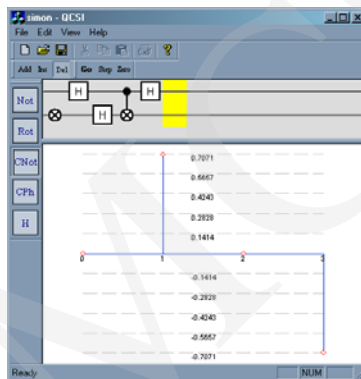 simon - QCSI
File Edit View Help
Add Ins Del Go Step Zero
Not
Rot
CNot
CPh
H
H H
H
0.7071
0.5657
0.4243
0.2828
0.1414
0 1 2 3
-0.1414
-0.2828
-0.4243
-0.5657
-0.7071
Ready NUM